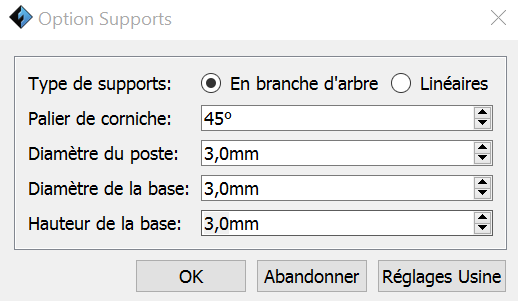 Option Supports
Type de supports: En branche d'arbre Linéaires
Palier de corniche: 45º
Diamètre du poste: 3,0mm
Diamètre de la base: 3,0mm
Hauteur de la base: 3,0mm
OK Abandonner Réglages Usine